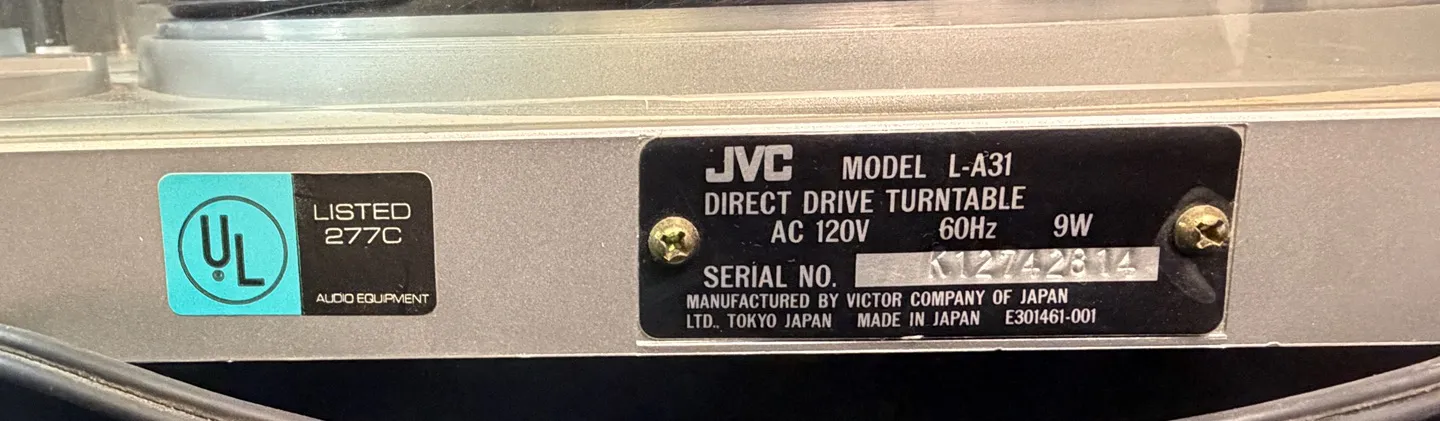 UL
LISTED
277C
AUDIO EQUIPMENT
JVC MODEL L-A31
DIRECT DRIVE TURNTABLE
AC 120V 60Hz 9W
SERIAL NO. K12742814
MANUFACTURED BY VICTOR COMPANY OF JAPAN
LTD., TOKYO JAPAN MADE IN JAPAN E301461-001